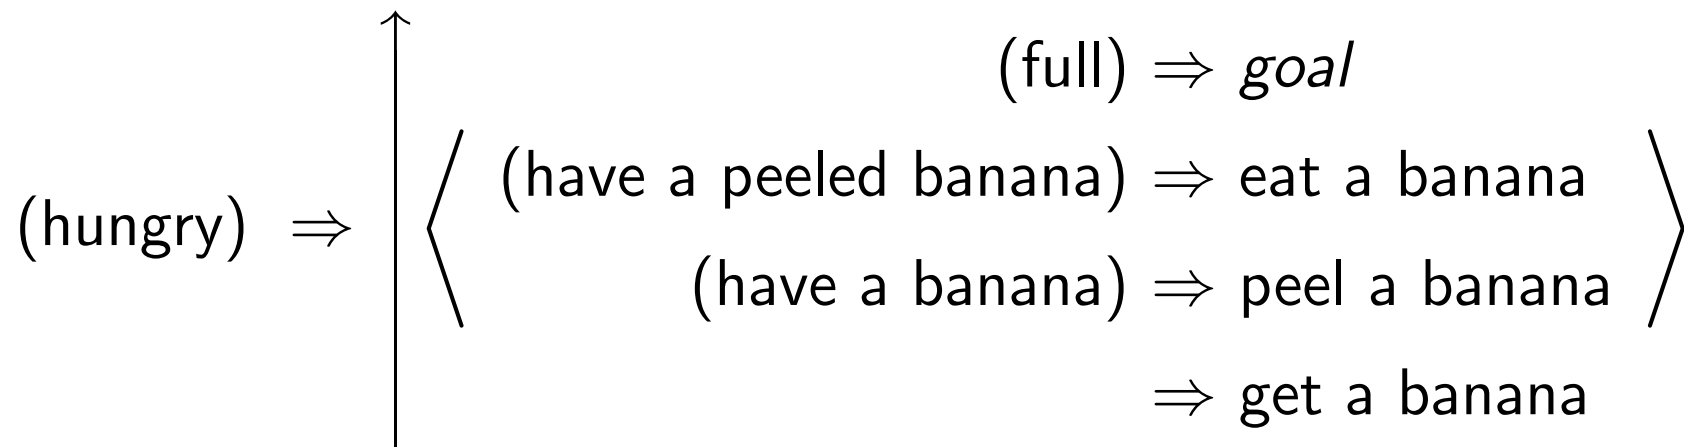 (full) ⇒ goal
(have a peeled banana) ⇒ eat a banana
(hungry) ⇒
(have a banana) ⇒ peel a banana
⇒ get a banana